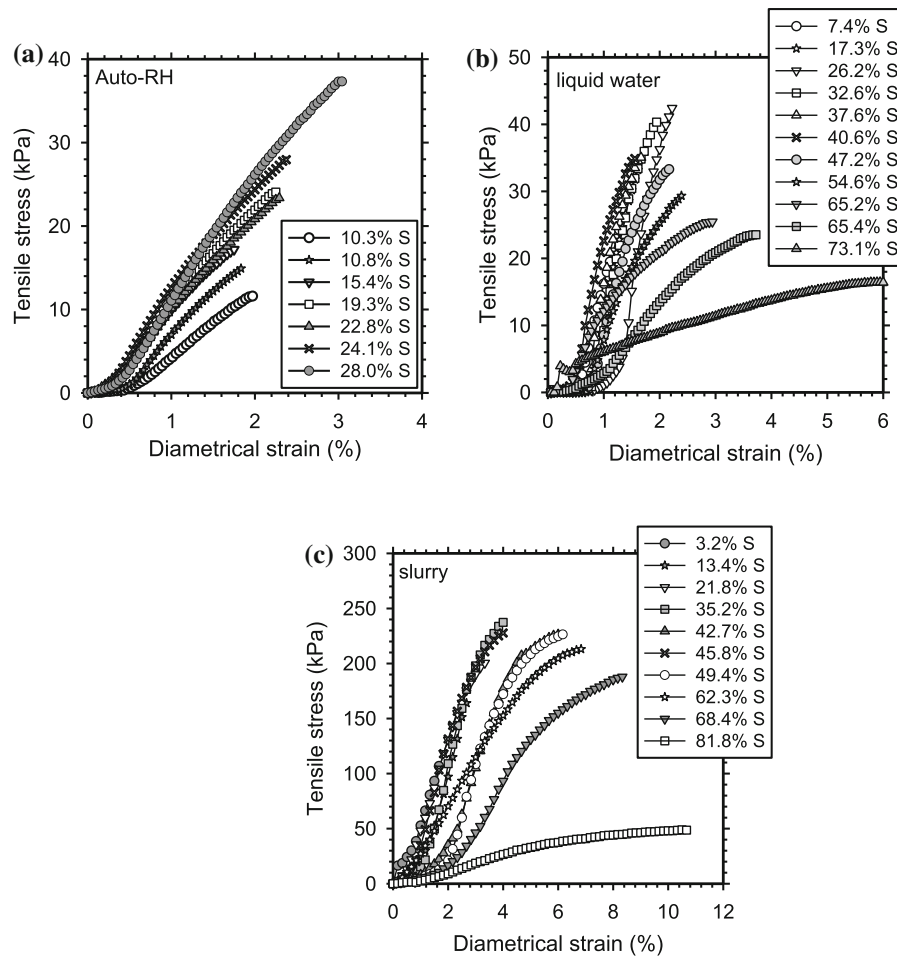 (a)
Auto-RH
Tensile stress (kPa)
40
30
20
10
0
0 1 2 3 4
Diametrical strain (%)
10.3% S
10.8% S
15.4% S
19.3% S
22.8% S
24.1% S
28.0% S
(b)
liquid water
Tensile stress (kPa)
50
40
30
20
10
0
0 1 2 3 4 5 6
Diametrical strain (%)
7.4% S
17.3% S
26.2% S
32.6% S
37.6% S
40.6% S
47.2% S
54.6% S
65.2% S
65.4% S
73.1% S
(c)
slurry
Tensile stress (kPa)
300
250
200
150
100
50
0
0 2 4 6 8 10 12
Diametrical strain (%)
3.2% S
13.4% S
21.8% S
35.2% S
42.7% S
45.8% S
49.4% S
62.3% S
68.4% S
81.8% S